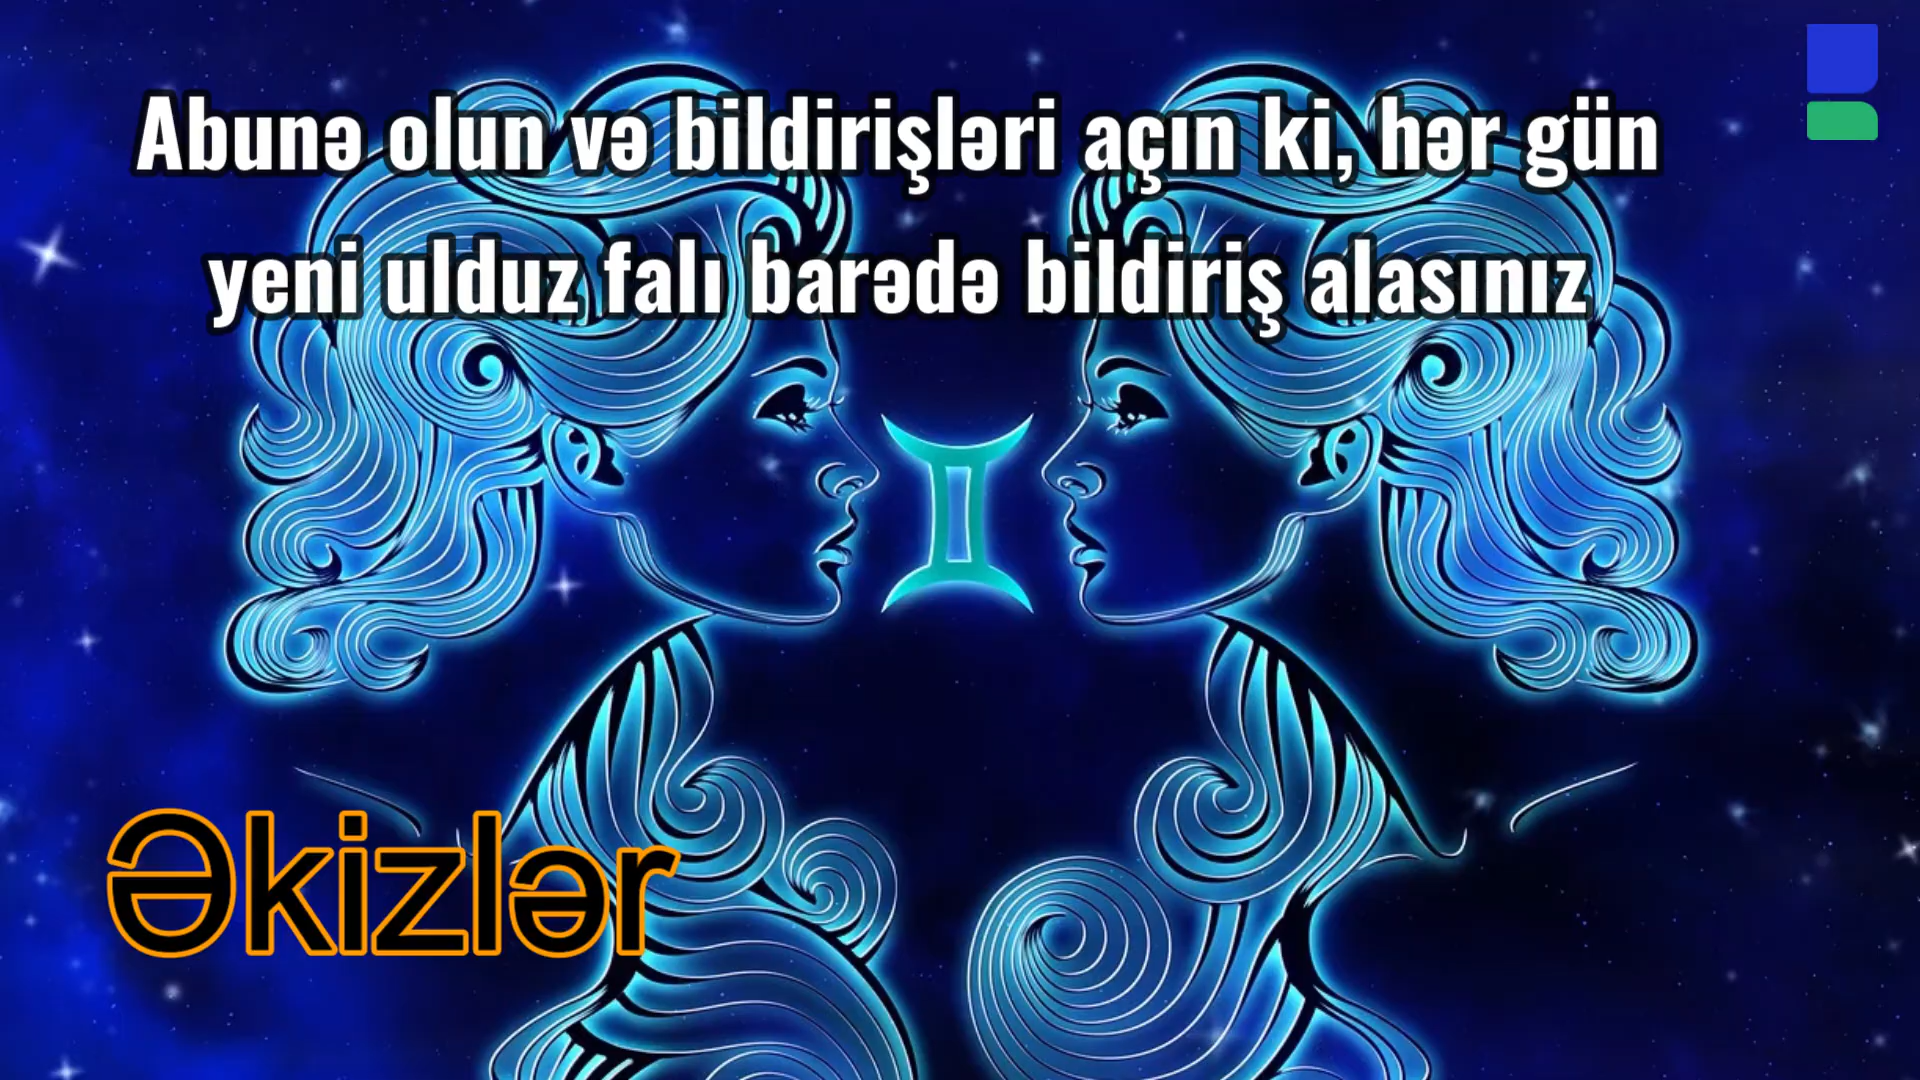 Abunə olun və bildirişləri açın ki, hər gün
yeni ulduz falı barədə bildiriş alasınız
Əkizlər